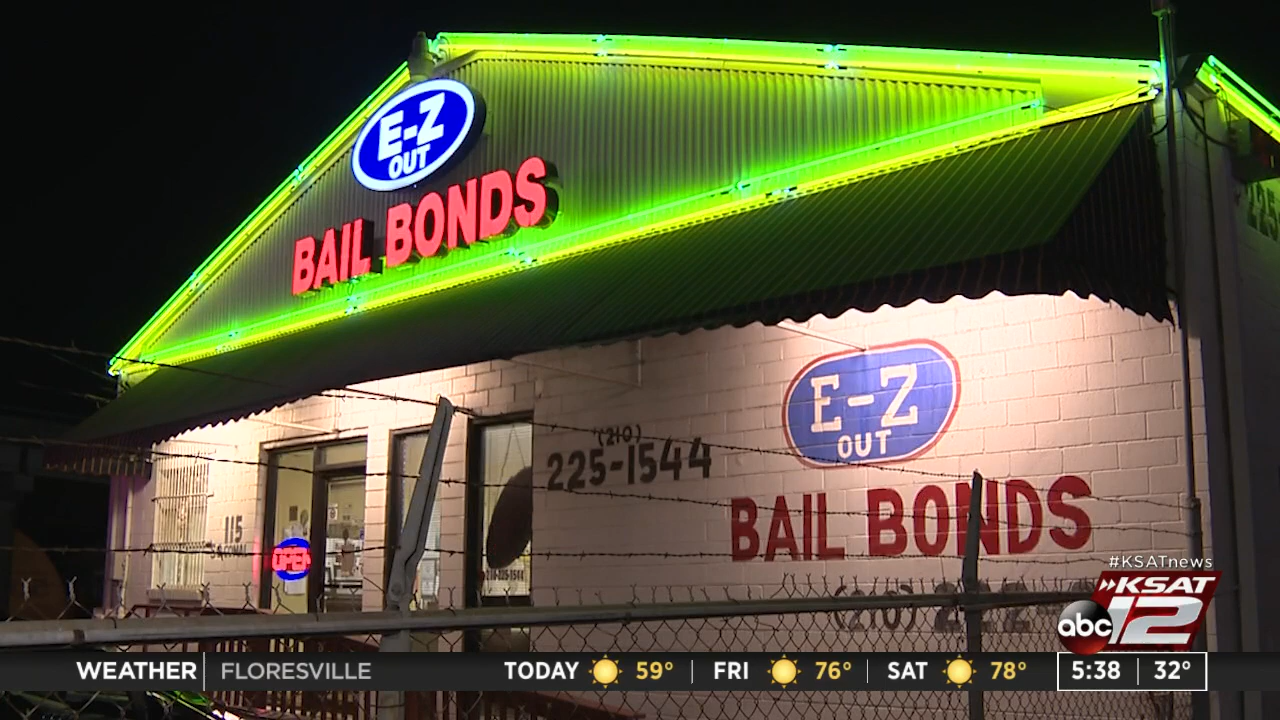 E-Z
OUT
BAIL BONDS
E-Z
OUT
(210)
225-1544
BAIL BONDS
115
OPEN
(210)
#KSATnews
KSAT
abc 12
WEATHER FLORESVILLE TODAY 59° FRI 76° SAT 78° 5:38 32°